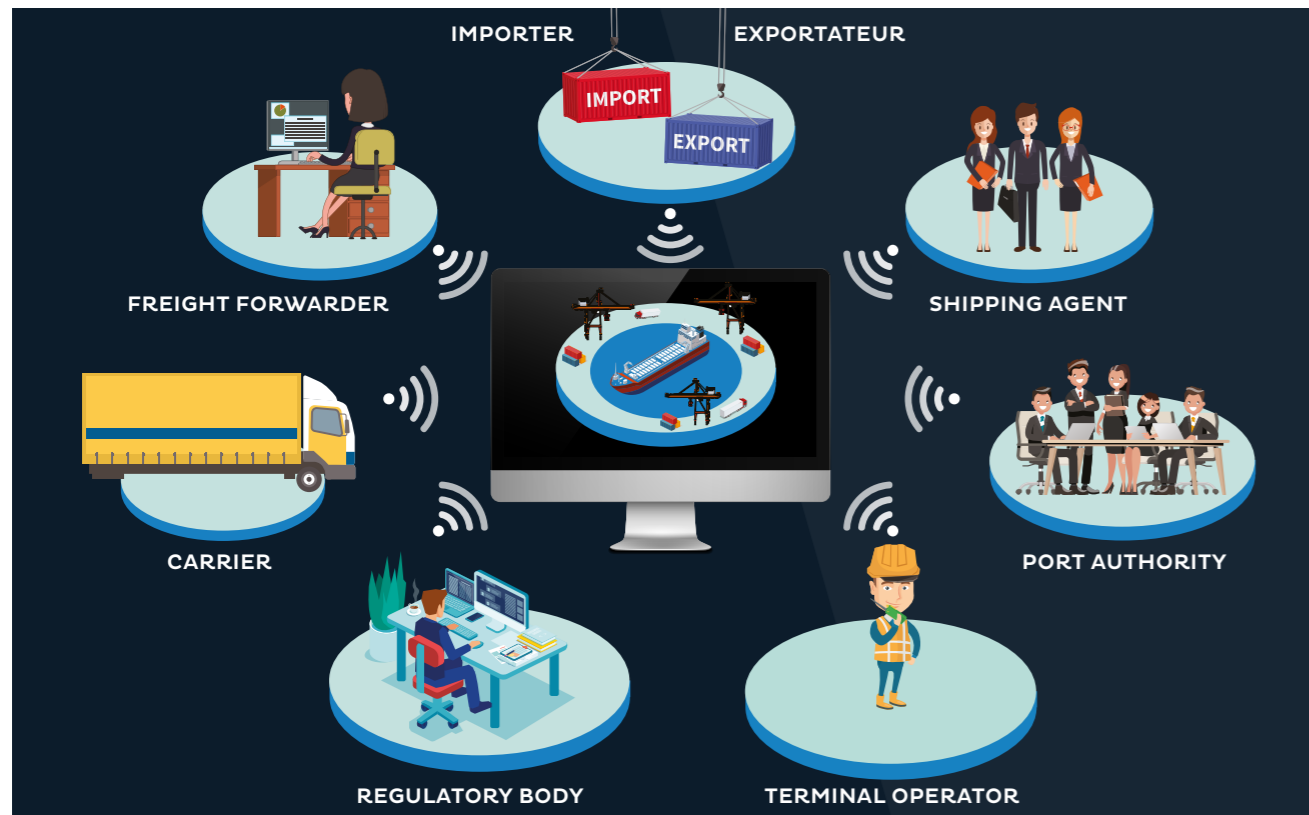 IMPORTER
EXPORTATEUR
IMPORT
EXPORT
FREIGHT FORWARDER
SHIPPING AGENT
CARRIER
PORT AUTHORITY
REGULATORY BODY
TERMINAL OPERATOR